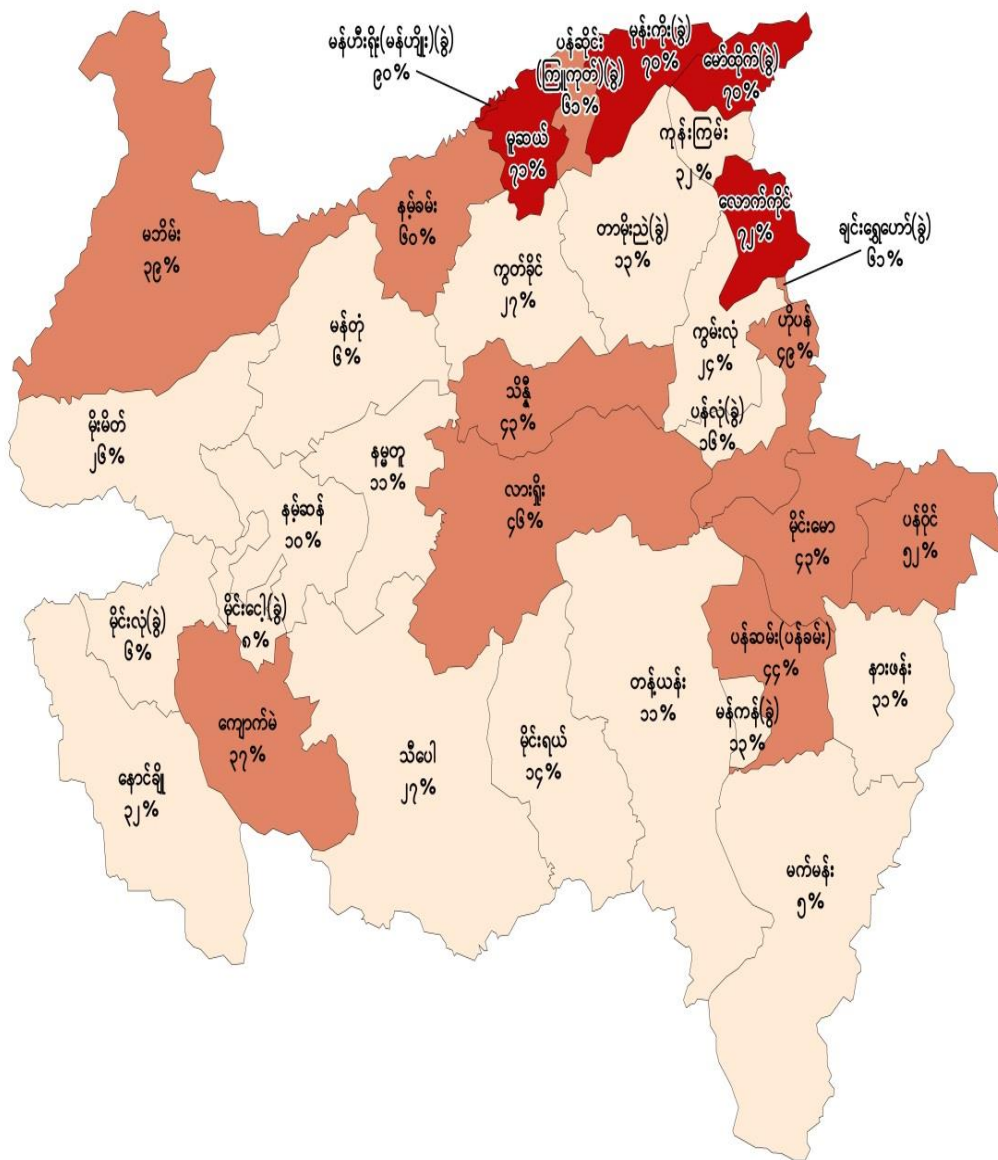 မန်ဟီးရိုး(မန်ဟျိုး)(ခွဲ)
၉၀%
ပန်ဆိုင်း
(ကြူကုတ်)(ခွဲ)
၆၁%
မုန်းကိုး(ခွဲ)
၇၀%
မော်ထိုက်(ခွဲ)
၇၀%
မူဆယ်
၇၁%
ကုန်းကြမ်း
၃၂%
လောက်ကိုင်
၇၂%
ချင်းရွှေဟော်(ခွဲ)
၆၁%
မဘိမ်း
၃၉%
နမ့်ခမ်း
၆၀%
တာမိုးညဲ(ခွဲ)
၁၃%
ကွတ်ခိုင်
၂၇%
မန်တုံ
၆%
ကွမ်းလုံ
၂၄%
ဟိုပန်
၄၉%
သိန္နီ
၄၃%
ပန်လုံ(ခွဲ)
၁၆%
မိုးမိတ်
၂၆%
နမ္မတူ
၁၁%
လားရှိုး
၄၆%
နမ့်ဆန်
၁၀%
မိုင်းမော
၄၃%
ပန်ဝိုင်
၅၂%
မိုင်းလုံ(ခွဲ)
၆%
မိုင်းငေါ့(ခွဲ)
၈%
ပန်ဆမ်း(ပန်ခမ်း)
၄၄%
နားဖန်း
၃၁%
ကျောက်မဲ
၃၇%
တန့်ယန်း
၁၁%
မန်ကန်(ခွဲ)
၁၃%
နောင်ချို
၃၂%
သီပေါ
၂၇%
မိုင်းရယ်
၁၄%
မက်မန်း
၅%